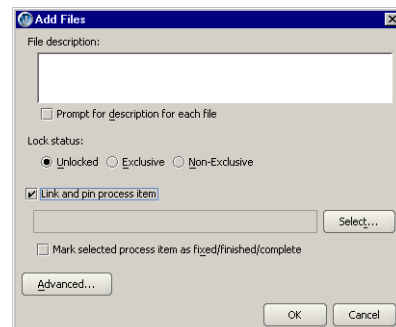 Add Files
File description:
Prompt for description for each file
Lock status:
Unlocked Exclusive Non-Exclusive
Link and pin process item
Select...
Mark selected process item as fixed/finished/complete
Advanced...
OK Cancel